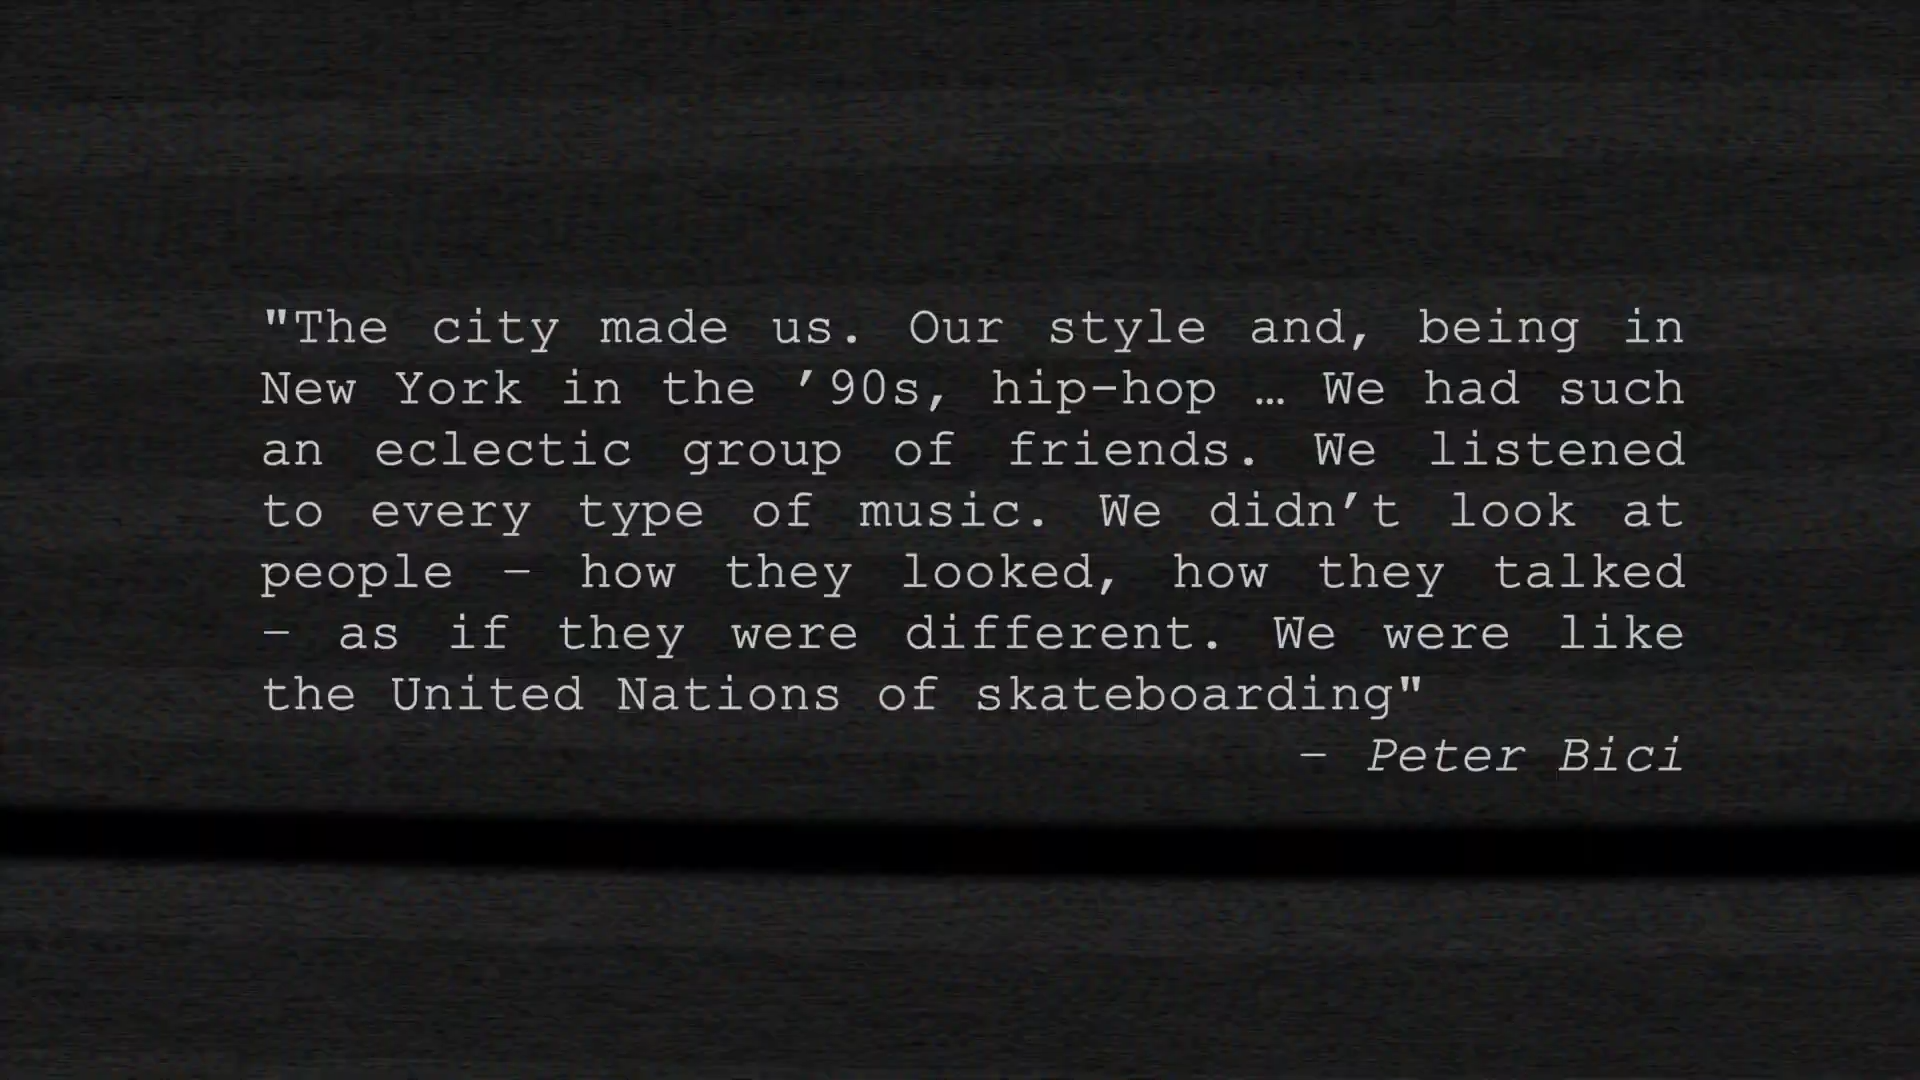 "The city made us. Our style and, being in
New York in the ’90s, hip-hop … We had such
an eclectic group of friends. We listened
to every type of music. We didn’t look at
people – how they looked, how they talked
– as if they were different. We were like
the United Nations of skateboarding"
– Peter Bici